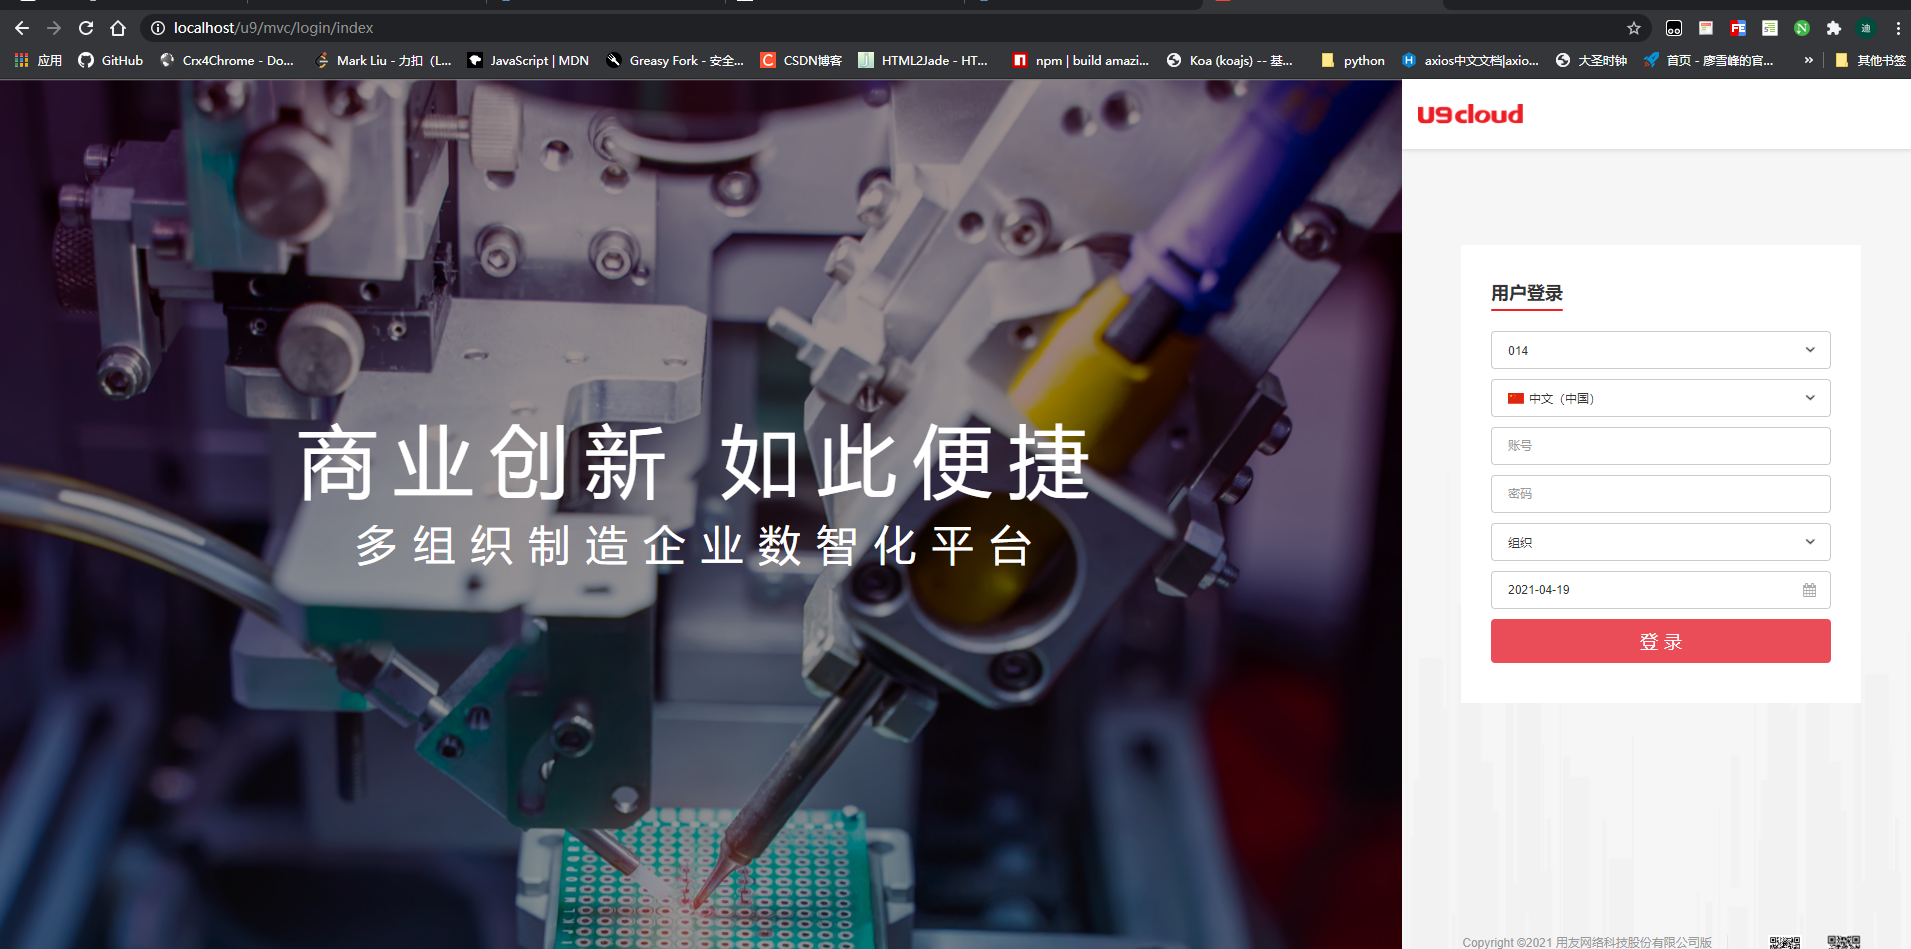 localhost/u9/mvc/login/index
应用 GitHub Crx4Chrome - Do... Mark Liu - 力扣（L... JavaScript | MDN Greasy Fork - 安全... CSDN博客 HTML2Jade - HT... npm | build amazi... Koa (koajs) -- 基... python axios中文文档|axio... 大圣时钟 首页 - 廖雪峰的官... » 其他书签
U9cloud
商业创新 如此便捷
多组织制造企业数智化平台
用户登录
014
中文（中国）
账号
密码
组织
2021-04-19
登 录
Copyright ©2021 用友网络科技股份有限公司版